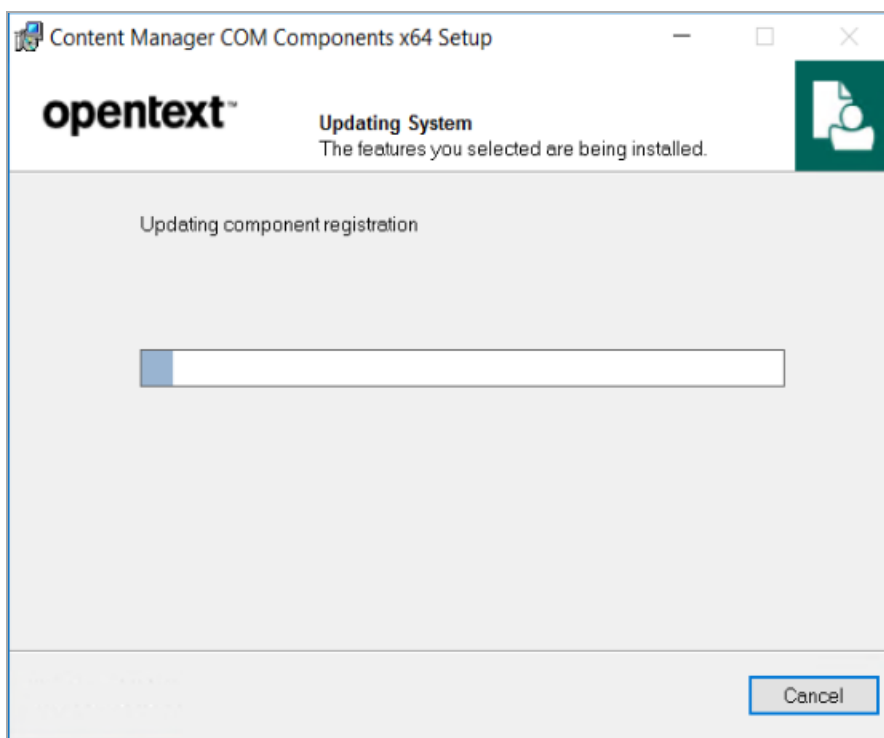 Content Manager COM Components x64 Setup
opentext™
Updating System
The features you selected are being installed.
Updating component registration
Cancel